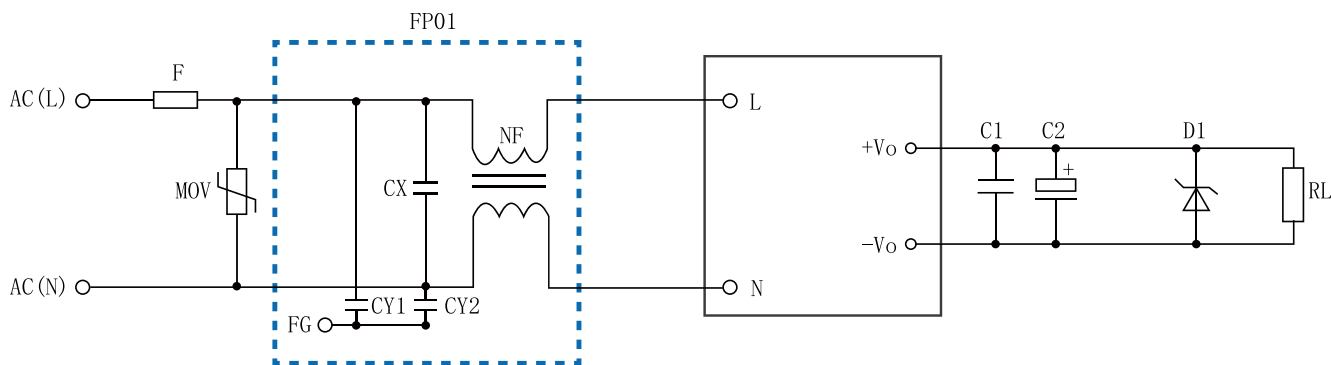 FP01
AC(L)
F
MOV
AC(N)
CX
NF
CY1
CY2
FG
L
N
+Vo
-Vo
C1
C2
+
D1
RL